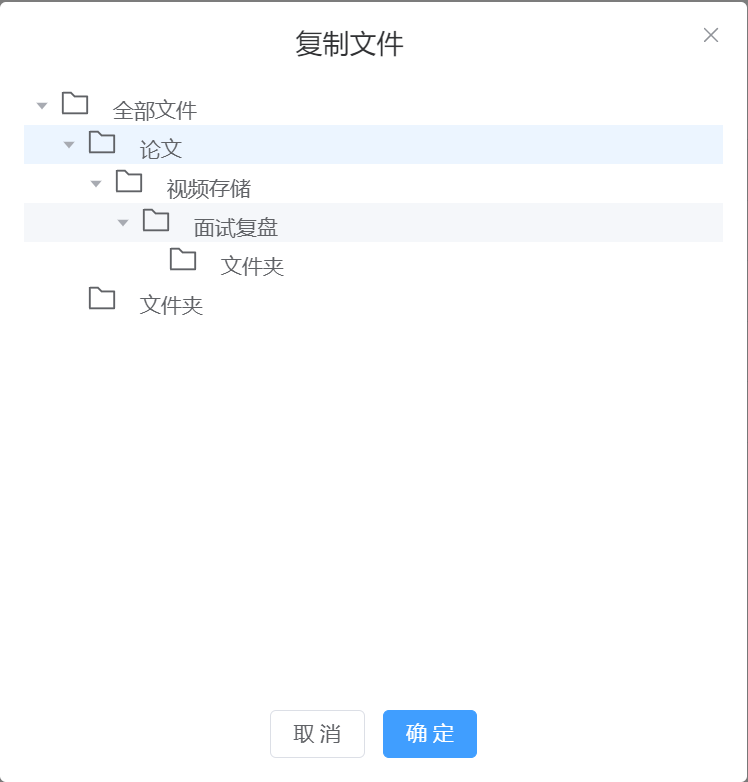 复制文件
全部文件
论文
视频存储
面试复盘
文件夹
文件夹
取消 确定